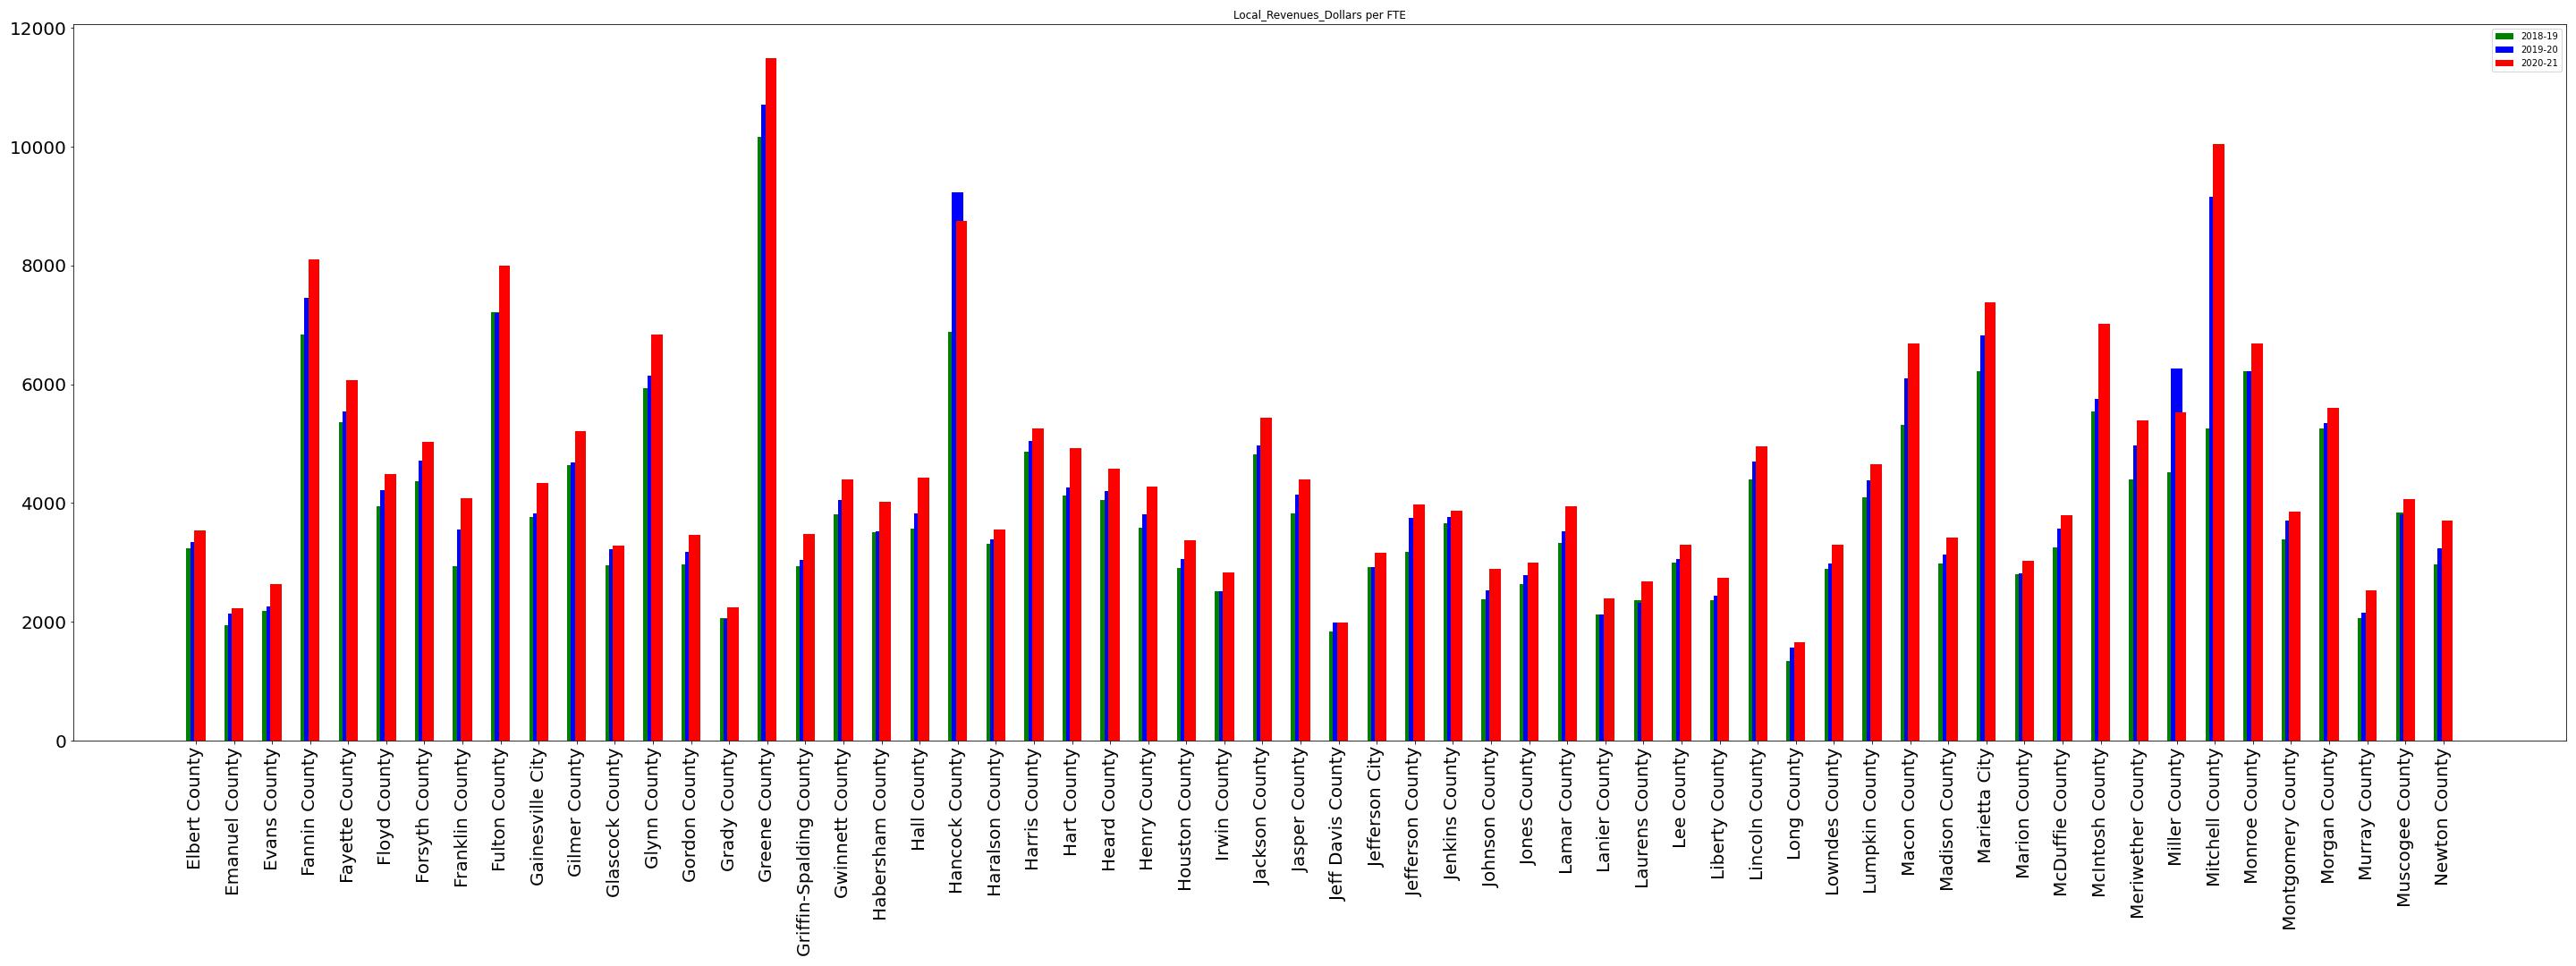 Local_Revenues_Dollars per FTE
2018-19
2019-20
2020-21
12000
10000
8000
6000
4000
2000
0
Elbert County
Emanuel County
Evans County
Fannin County
Fayette County
Floyd County
Forsyth County
Franklin County
Fulton County
Gainesville City
Gilmer County
Glascock County
Glynn County
Gordon County
Grady County
Greene County
Griffin-Spalding County
Gwinnett County
Habersham County
Hall County
Hancock County
Haralson County
Harris County
Hart County
Heard County
Henry County
Houston County
Irwin County
Jackson County
Jasper County
Jeff Davis County
Jefferson City
Jefferson County
Jenkins County
Johnson County
Jones County
Lamar County
Lanier County
Laurens County
Lee County
Liberty County
Lincoln County
Long County
Lowndes County
Lumpkin County
Macon County
Madison County
Marietta City
Marion County
McDuffie County
McIntosh County
Meriwether County
Miller County
Mitchell County
Monroe County
Montgomery County
Morgan County
Murray County
Muscogee County
Newton County